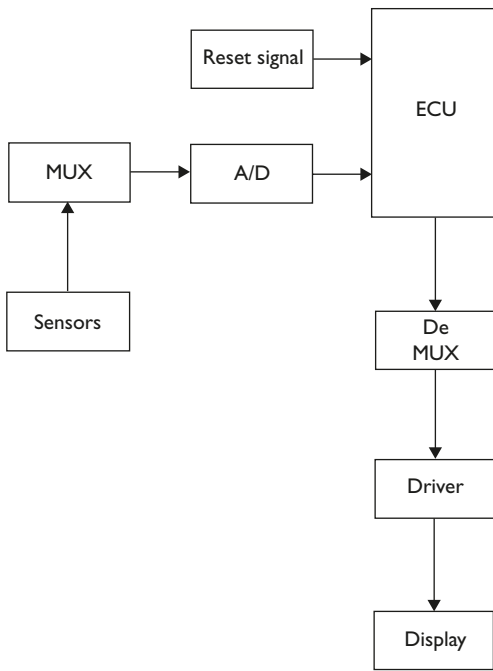 Reset signal
ECU
MUX
A/D
Sensors
De
MUX
Driver
Display